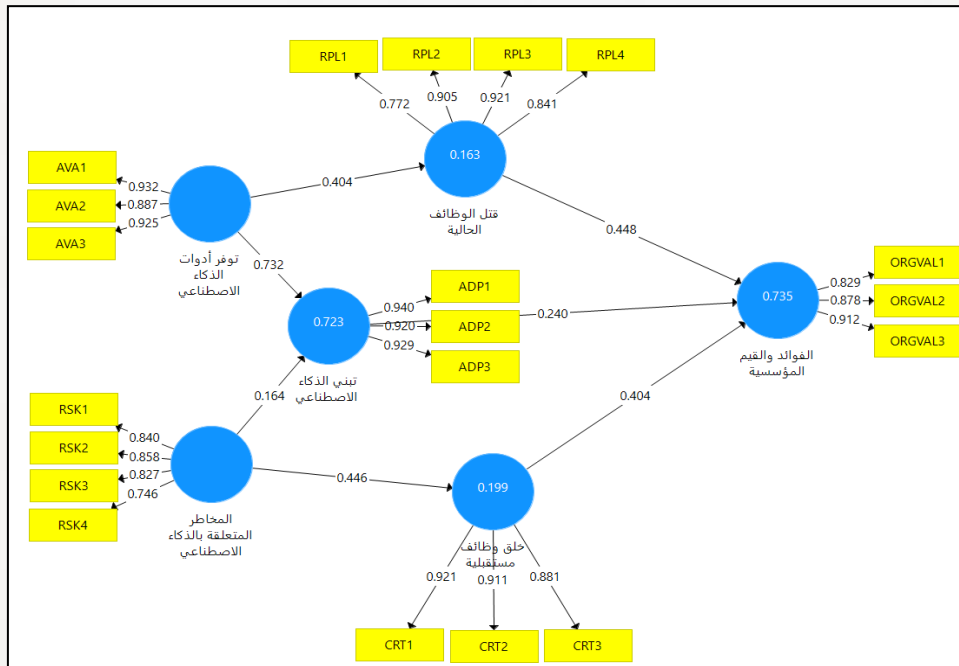 RPL1
RPL2
RPL3
RPL4
0.772
0.905
0.921
0.841
0.163
قتل الوظائف
الحالية
AVA1
AVA2
AVA3
0.932
0.887
0.925
توفر أدوات
الذكاء
الاصطناعي
0.404
0.732
0.448
0.723
تبني الذكاء
الاصطناعي
0.940
0.920
0.929
ADP1
ADP2
ADP3
0.240
0.735
الفوائد والقيم
المؤسسية
0.829
0.878
0.912
ORGVAL1
ORGVAL2
ORGVAL3
0.164
0.404
RSK1
RSK2
RSK3
RSK4
0.840
0.858
0.827
0.746
المخاطر
المتعلقة بالذكاء
الاصطناعي
0.446
0.199
خلق وظائف
مستقبلية
0.921
0.911
0.881
CRT1
CRT2
CRT3